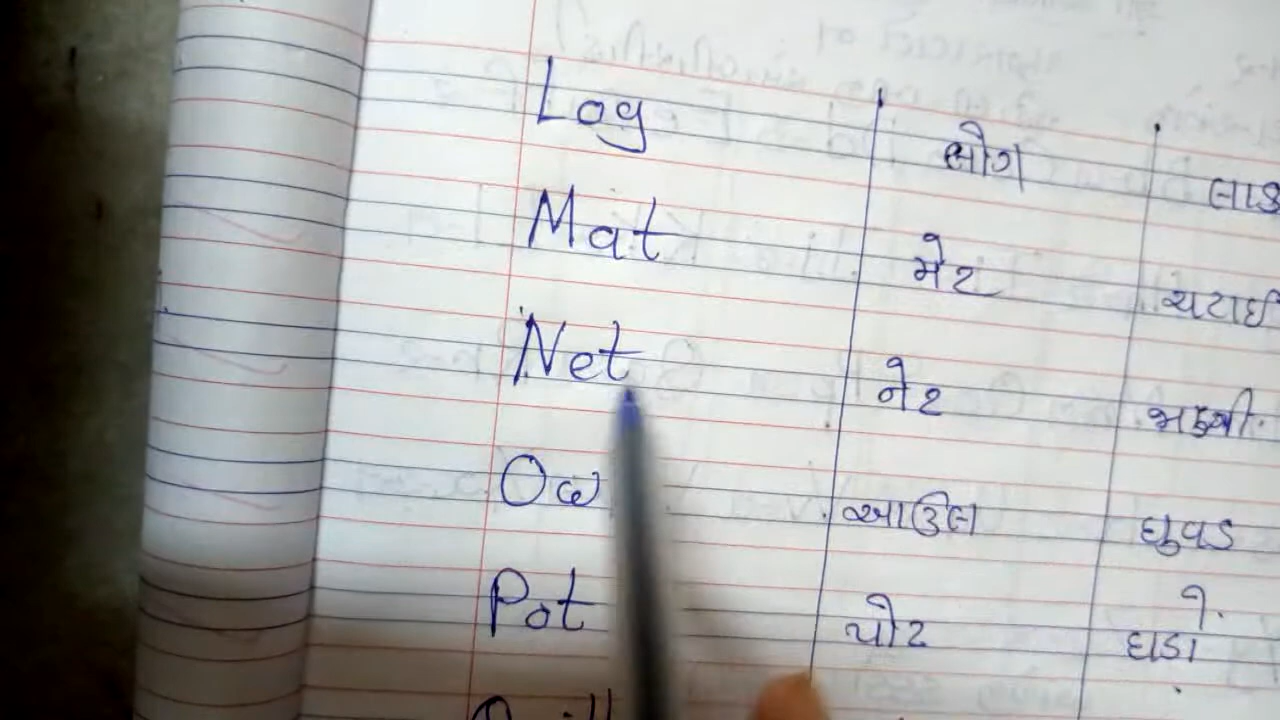 Log લોગ
Mat મેટ ચટાઈ
Net નેટ
Ow આઉલ ઘુવડ
Pot પોટ ઘડો